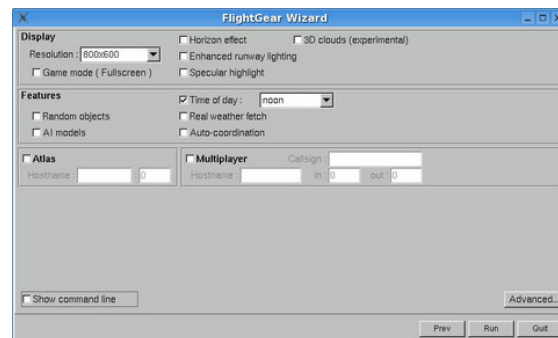 FlightGear Wizard
Display
Resolution : 800x600
Game mode ( Fullscreen )
Horizon effect
3D clouds (experimental)
Enhanced runway lighting
Specular highlight
Features
Random objects
AI models
Time of day : noon
Real weather fetch
Auto-coordination
Atlas
Hostname : : 0
Multiplayer Callsign :
Hostname : in : 0 out : 0
Show command line
Advanced...
Prev Run Quit